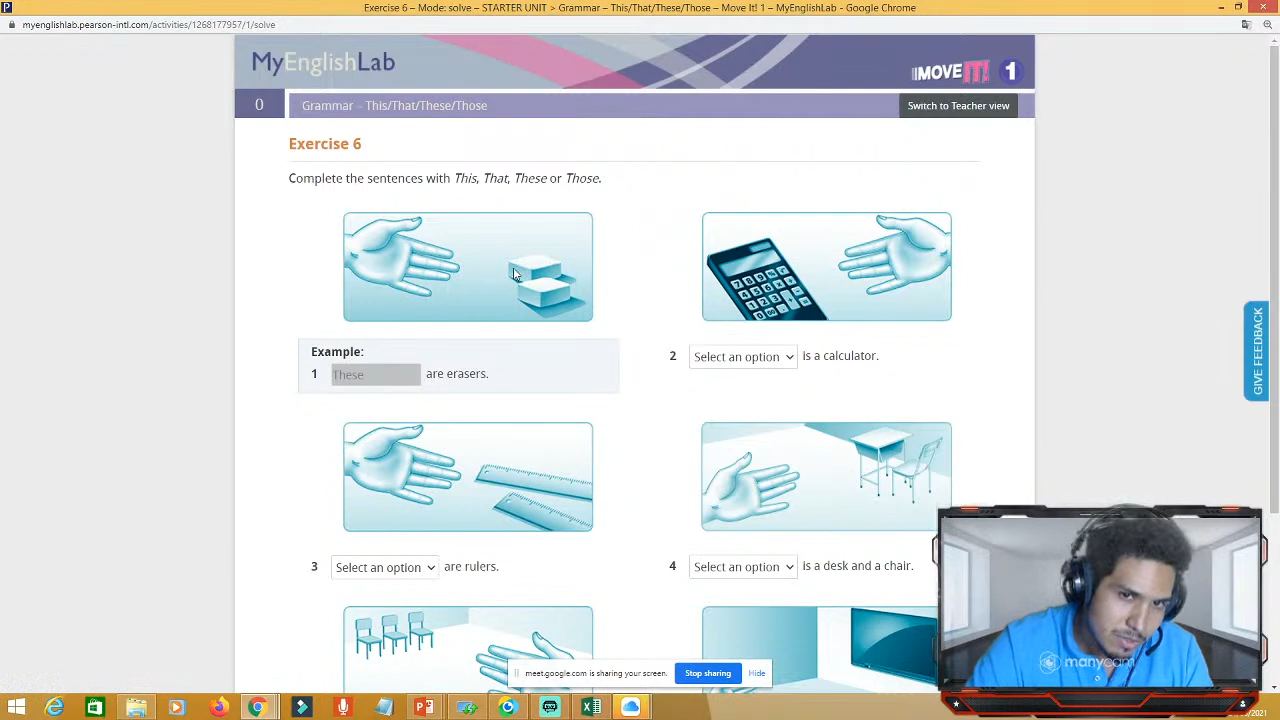 Exercise 6 – Mode: solve – STARTER UNIT > Grammar – This/That/These/Those – Move It! 1 – MyEnglishLab - Google Chrome
myenglishlab.pearson-intl.com/activities/1268177957/1/solve
MyEnglishLab
MOVE IT! 1
0
Grammar – This/That/These/Those
Switch to Teacher view
Exercise 6
Complete the sentences with This, That, These or Those.
Example:
1 These are erasers.
2 Select an option is a calculator.
3 Select an option are rulers.
4 Select an option is a desk and a chair.
GIVE FEEDBACK
manycam
meet.google.com is sharing your screen.
Stop sharing
Hide